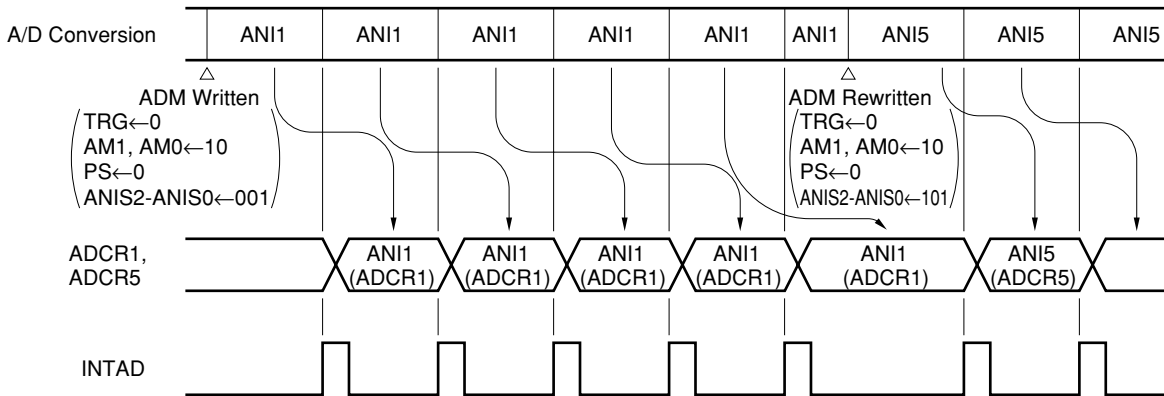 A/D Conversion ANI1 ANI1 ANI1 ANI1 ANI1 ANI1 ANI5 ANI5 ANI5
△ △
ADM Written ADM Rewritten
TRG←0 TRG←0
AM1, AM0←10 AM1, AM0←10
PS←0 PS←0
ANIS2-ANIS0←001 ANIS2-ANIS0←101
ADCR1, ANI1 ANI1 ANI1 ANI1 ANI1 ANI5
ADCR5 (ADCR1) (ADCR1) (ADCR1) (ADCR1) (ADCR1) (ADCR5)
INTAD